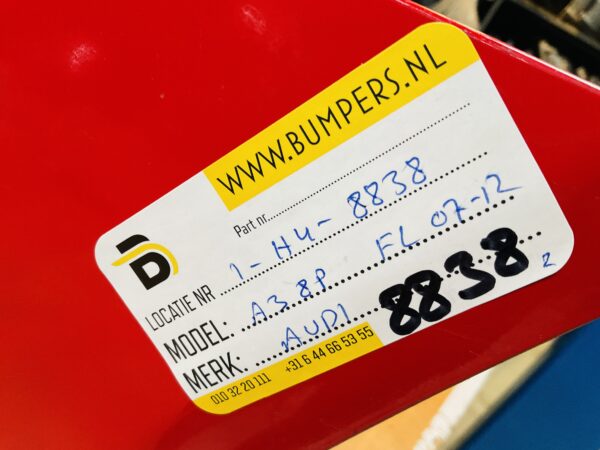 WWW.BUMPERS.NL
Part nr.
LOCATIE NR 1-H4-8838
MODEL: A3 8P FL 07-12
MERK: AUDI 8838 2
010 32 20 111 +31 6 44 66 53 55